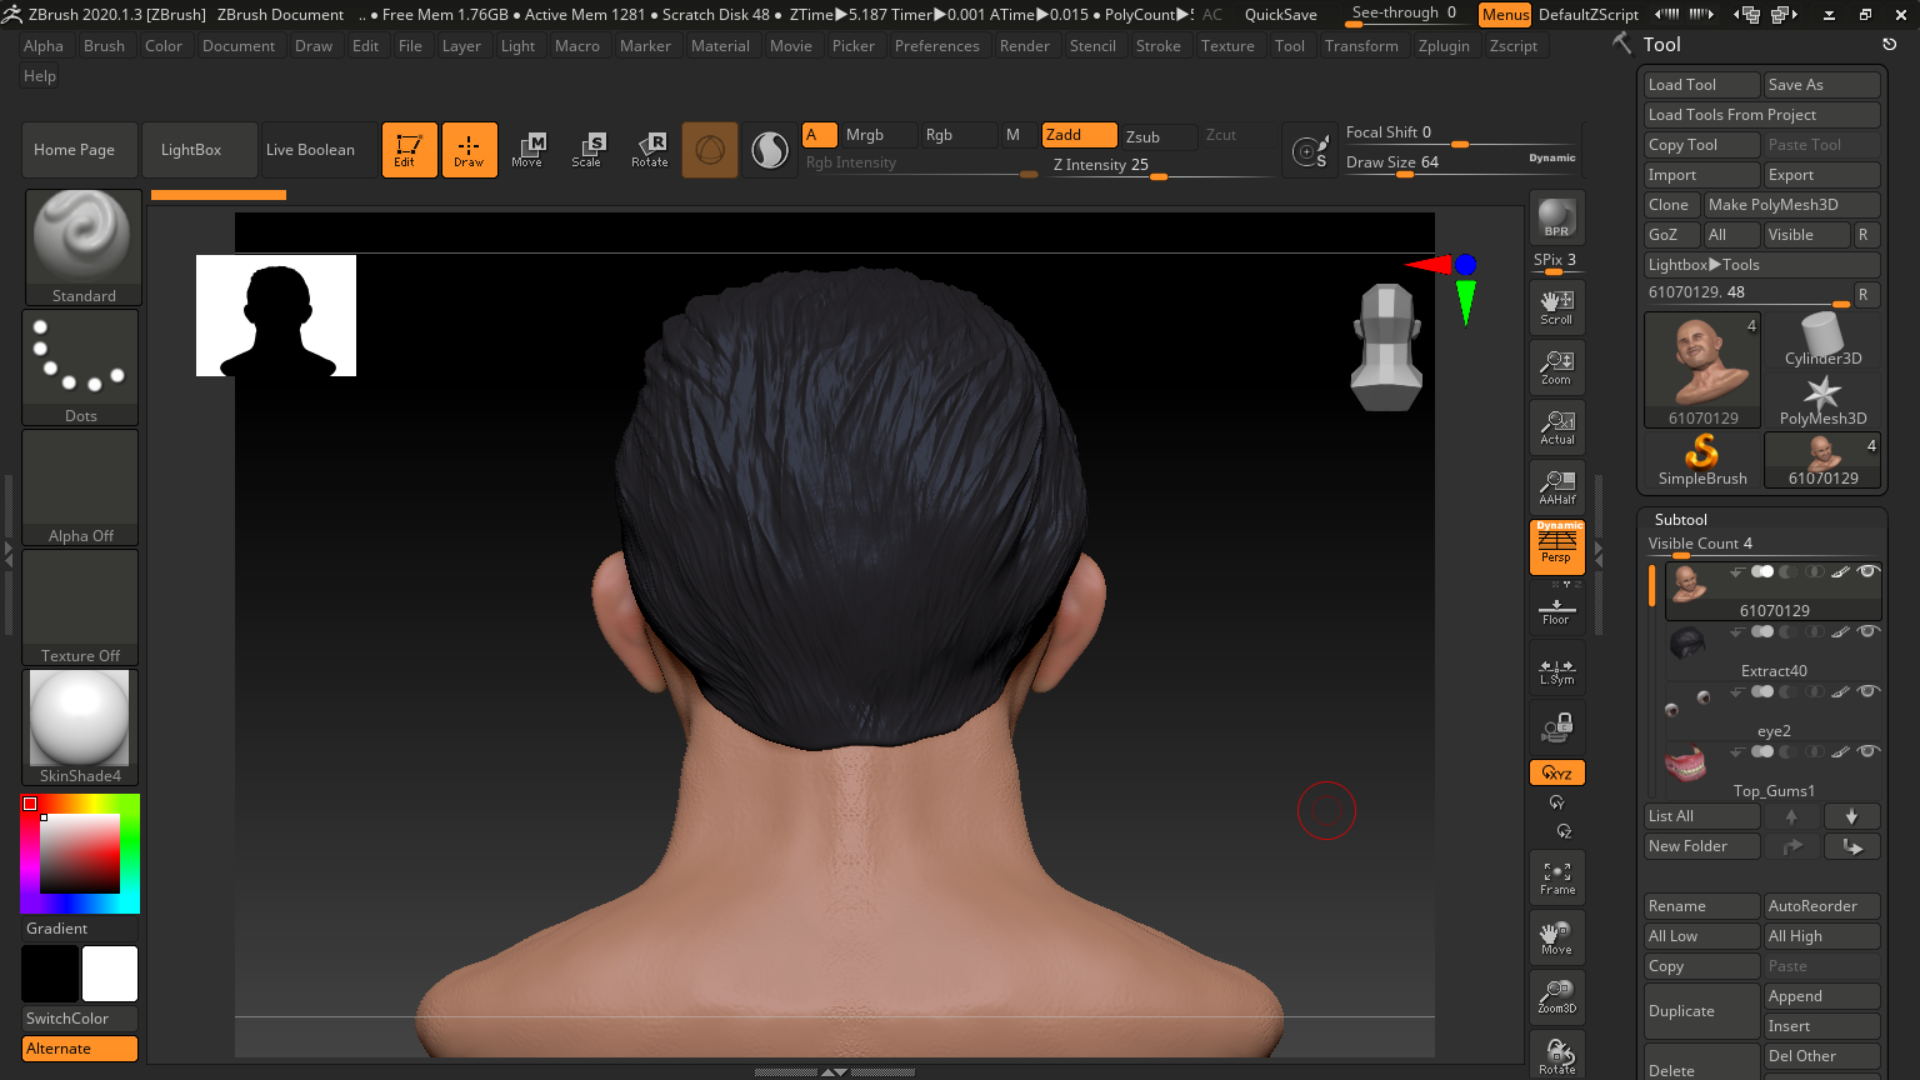 ZBrush 2020.1.3 [ZBrush] ZBrush Document .. • Free Mem 1.76GB • Active Mem 1281 • Scratch Disk 48 • ZTime▶5.187 Timer▶0.001 ATime▶0.015 • PolyCount▶ AC QuickSave See-through 0 Menus DefaultZScript
Alpha Brush Color Document Draw Edit File Layer Light Macro Marker Material Movie Picker Preferences Render Stencil Stroke Texture Tool Transform Zplugin Zscript
Help
Home Page LightBox Live Boolean Edit Draw Move Scale Rotate
M S R
A Mrgb Rgb M Zadd Zsub Zcut
Rgb Intensity Z Intensity 25
S
Focal Shift 0
Draw Size 64 Dynamic
Standard
Dots
Alpha Off
Texture Off
SkinShade4
Gradient
SwitchColor
Alternate
BPR
SPix 3
Scroll
Zoom
Actual
AAHalf
Dynamic
Persp
Floor
L.Sym
XYZ
Y
Z
Frame
Move
Zoom3D
Rotate
Tool
Load Tool Save As
Load Tools From Project
Copy Tool Paste Tool
Import Export
Clone Make PolyMesh3D
GoZ All Visible R
Lightbox▶Tools
61070129. 48 R
4
61070129
Cylinder3D
PolyMesh3D
SimpleBrush
4
61070129
Subtool
Visible Count 4
61070129
Extract40
eye2
Top_Gums1
List All
New Folder
Rename AutoReorder
All Low All High
Copy Paste
Duplicate Append
Insert
Delete Del Other